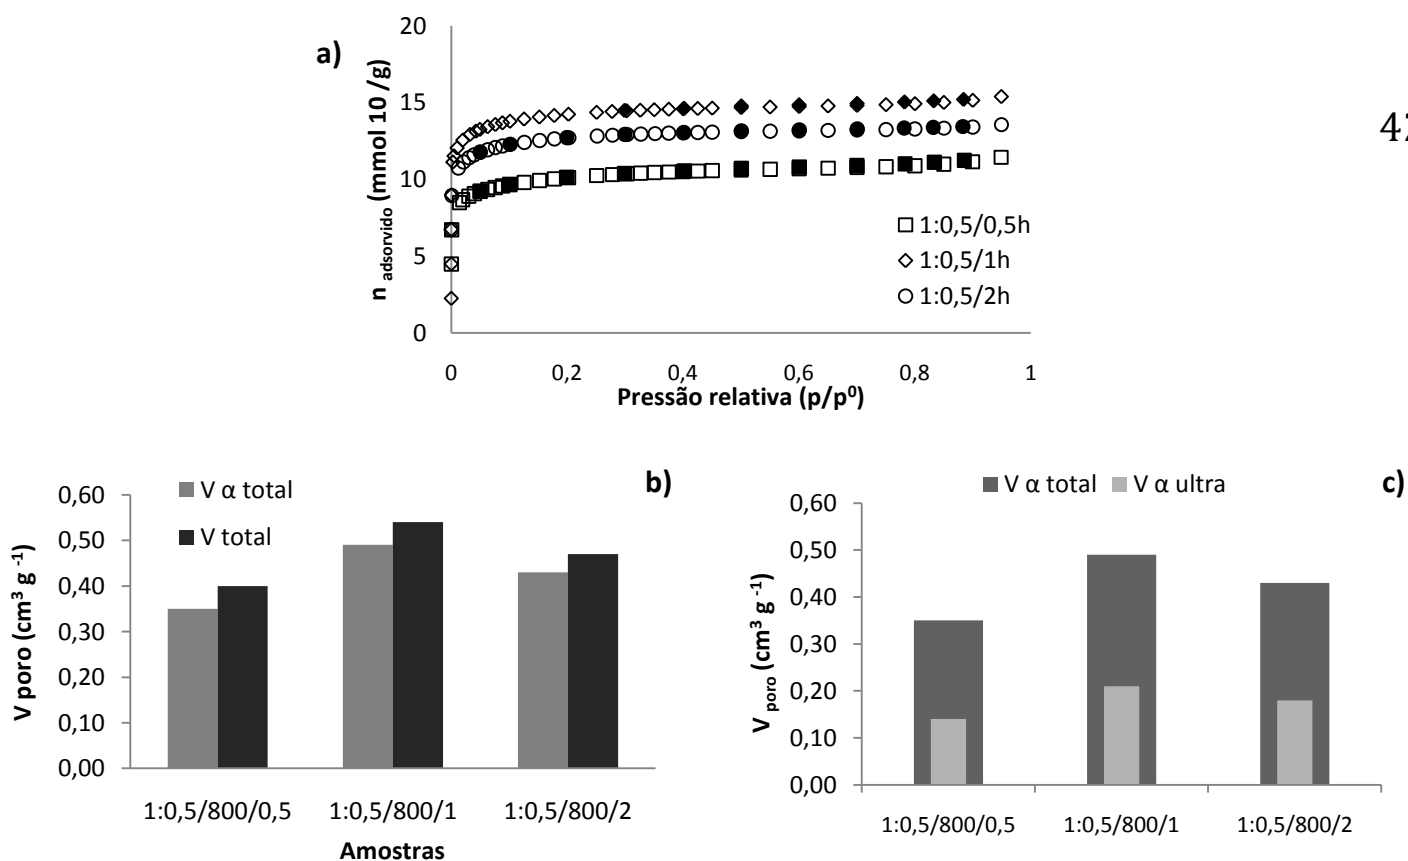 a)
20
15
10
5
0
n adsorvido (mmol 10 /g)
1:0,5/0,5h
1:0,5/1h
1:0,5/2h
0 0,2 0,4 0,6 0,8 1
Pressão relativa (p/p⁰)
b)
V α total
V total
0,60
0,50
0,40
0,30
0,20
0,10
0,00
V poro (cm³ g ⁻¹)
1:0,5/800/0,5 1:0,5/800/1 1:0,5/800/2
Amostras
c)
V α total V α ultra
0,60
0,50
0,40
0,30
0,20
0,10
0,00
V poro (cm³ g ⁻¹)
1:0,5/800/0,5 1:0,5/800/1 1:0,5/800/2